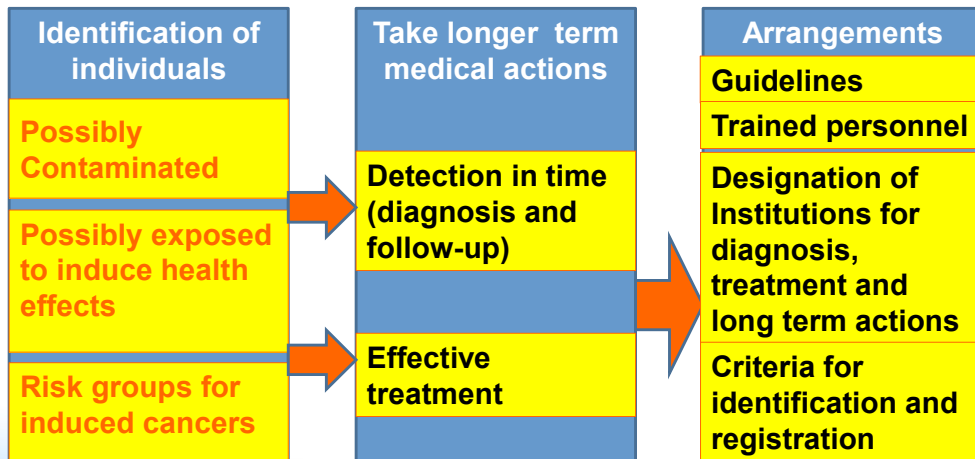 Identification of
individuals
Possibly
Contaminated
Possibly exposed
to induce health
effects
Risk groups for
induced cancers
Take longer term
medical actions
Detection in time
(diagnosis and
follow-up)
Effective
treatment
Arrangements
Guidelines
Trained personnel
Designation of
Institutions for
diagnosis,
treatment and
long term actions
Criteria for
identification and
registration